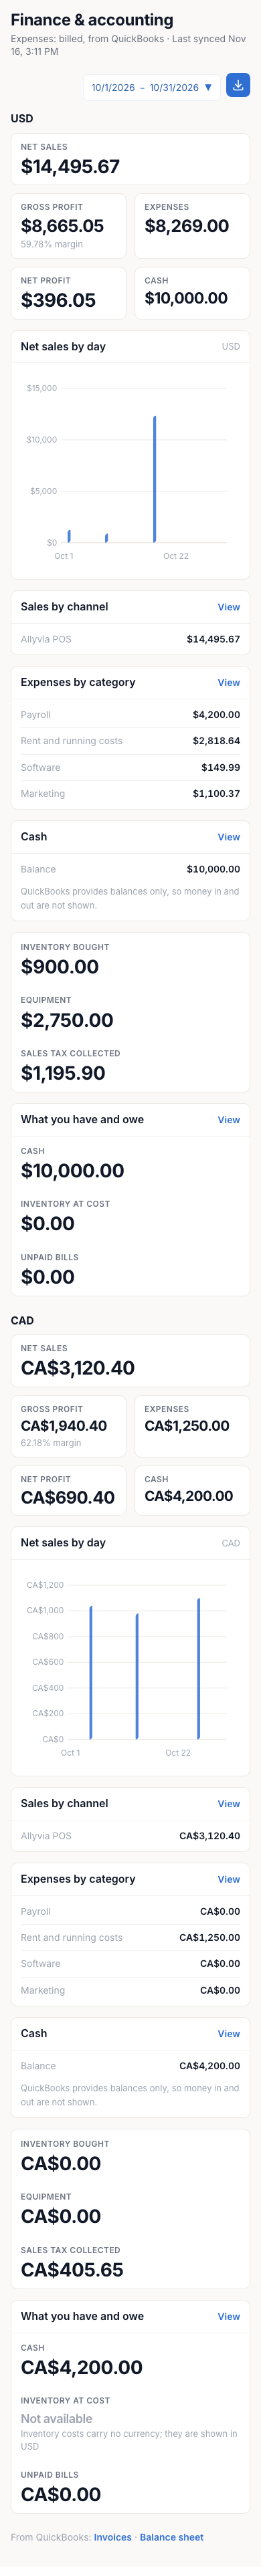 Finance & accounting
Expenses: billed, from QuickBooks · Last synced Nov
16, 3:11 PM
10/1/2026 – 10/31/2026 ▼
USD
NET SALES
$14,495.67
GROSS PROFIT
$8,665.05
59.78% margin
EXPENSES
$8,269.00
NET PROFIT
$396.05
CASH
$10,000.00
Net sales by day
USD
$15,000
$10,000
$5,000
$0
Oct 1
Oct 22
Sales by channel
View
Allyvia POS
$14,495.67
Expenses by category
View
Payroll
$4,200.00
Rent and running costs
$2,818.64
Software
$149.99
Marketing
$1,100.37
Cash
View
Balance
$10,000.00
QuickBooks provides balances only, so money in and
out are not shown.
INVENTORY BOUGHT
$900.00
EQUIPMENT
$2,750.00
SALES TAX COLLECTED
$1,195.90
What you have and owe
View
CASH
$10,000.00
INVENTORY AT COST
$0.00
UNPAID BILLS
$0.00
CAD
NET SALES
CA$3,120.40
GROSS PROFIT
CA$1,940.40
62.18% margin
EXPENSES
CA$1,250.00
NET PROFIT
CA$690.40
CASH
CA$4,200.00
Net sales by day
CAD
CA$1,200
CA$1,000
CA$800
CA$600
CA$400
CA$200
CA$0
Oct 1
Oct 22
Sales by channel
View
Allyvia POS
CA$3,120.40
Expenses by category
View
Payroll
CA$0.00
Rent and running costs
CA$1,250.00
Software
CA$0.00
Marketing
CA$0.00
Cash
View
Balance
CA$4,200.00
QuickBooks provides balances only, so money in and
out are not shown.
INVENTORY BOUGHT
CA$0.00
EQUIPMENT
CA$0.00
SALES TAX COLLECTED
CA$405.65
What you have and owe
View
CASH
CA$4,200.00
INVENTORY AT COST
Not available
Inventory costs carry no currency; they are shown in
USD
UNPAID BILLS
CA$0.00
From QuickBooks: Invoices · Balance sheet